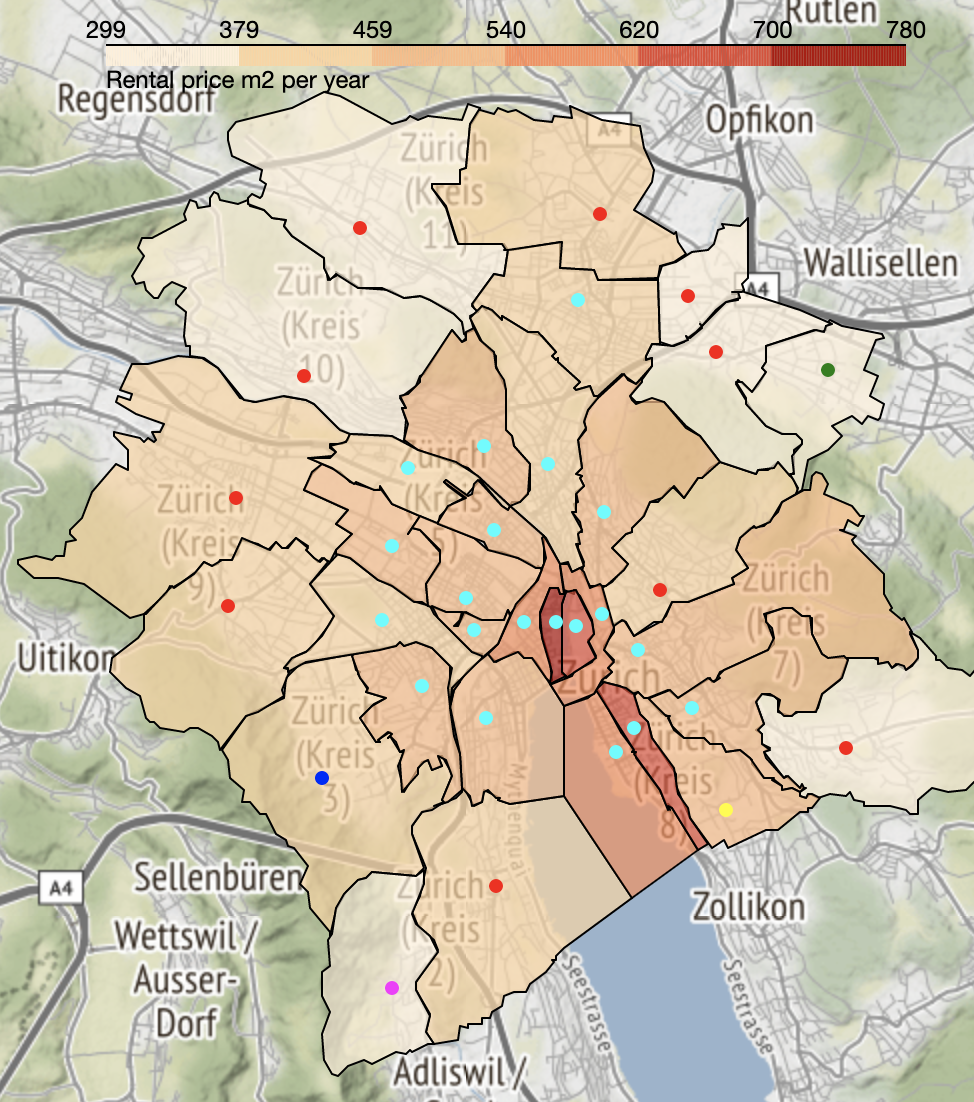 Rütlen
299 379 459 540 620 700 780
Rental price m2 per year
Regensdorf
Opfikon
A4
Zürich
(Kreis
11)
Wallisellen
A4
Zürich
(Kreis
10)
Zürich
(Kreis
5)
Zürich
(Kreis
9)
Zürich
(Kreis
7)
Uitikon
Zürich
Zürich
(Kreis
3)
Zürich
(Kreis
8)
Mythenquai
Sellenbüren
A4
Zürich
(Kreis
2)
Zollikon
Wettswil /
Ausser-
Dorf
Seestrasse
Seestrasse
Adliswil /